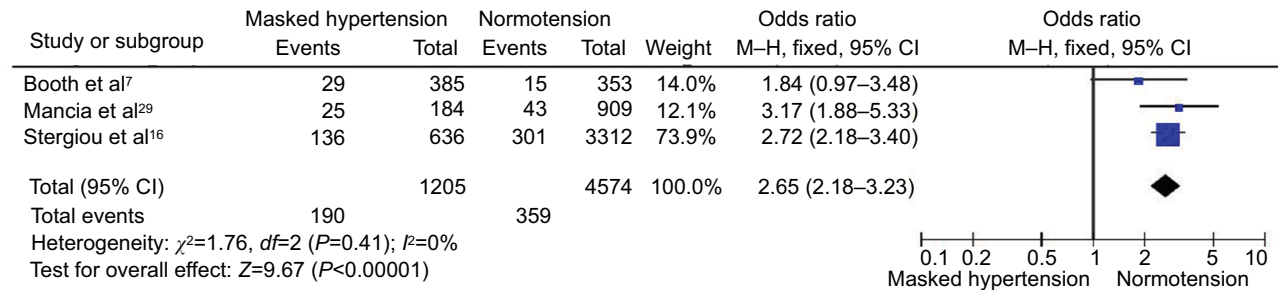 Masked hypertension Normotension Odds ratio Odds ratio
Study or subgroup Events Total Events Total Weight M–H, fixed, 95% CI M–H, fixed, 95% CI
Booth et al⁷ 29 385 15 353 14.0% 1.84 (0.97–3.48)
Mancia et al²⁹ 25 184 43 909 12.1% 3.17 (1.88–5.33)
Stergiou et al¹⁶ 136 636 301 3312 73.9% 2.72 (2.18–3.40)
Total (95% CI) 1205 4574 100.0% 2.65 (2.18–3.23)
Total events 190 359
Heterogeneity: χ²=1.76, df=2 (P=0.41); I²=0%
Test for overall effect: Z=9.67 (P<0.00001)
0.1 0.2 0.5 1 2 5 10
Masked hypertension Normotension